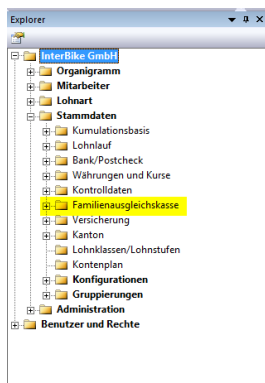 Explorer
InterBike GmbH
Organigramm
Mitarbeiter
Lohnart
Stammdaten
Kumulationsbasis
Lohnlauf
Bank/Postcheck
Währungen und Kurse
Kontrolldaten
Familienausgleichskasse
Versicherung
Kanton
Lohnklassen/Lohnstufen
Kontenplan
Konfigurationen
Gruppierungen
Administration
Benutzer und Rechte